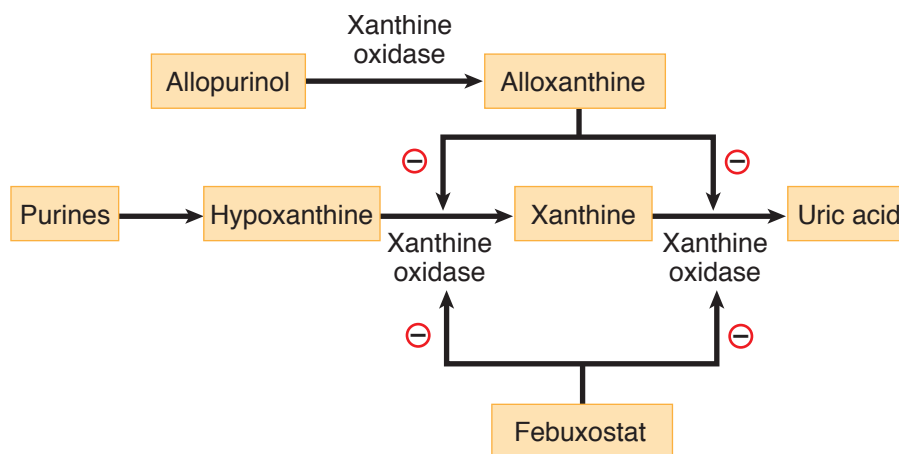 Xanthine
oxidase
Allopurinol
Alloxanthine
Purines
Hypoxanthine
Xanthine
Uric acid
Xanthine
oxidase
Xanthine
oxidase
Febuxostat